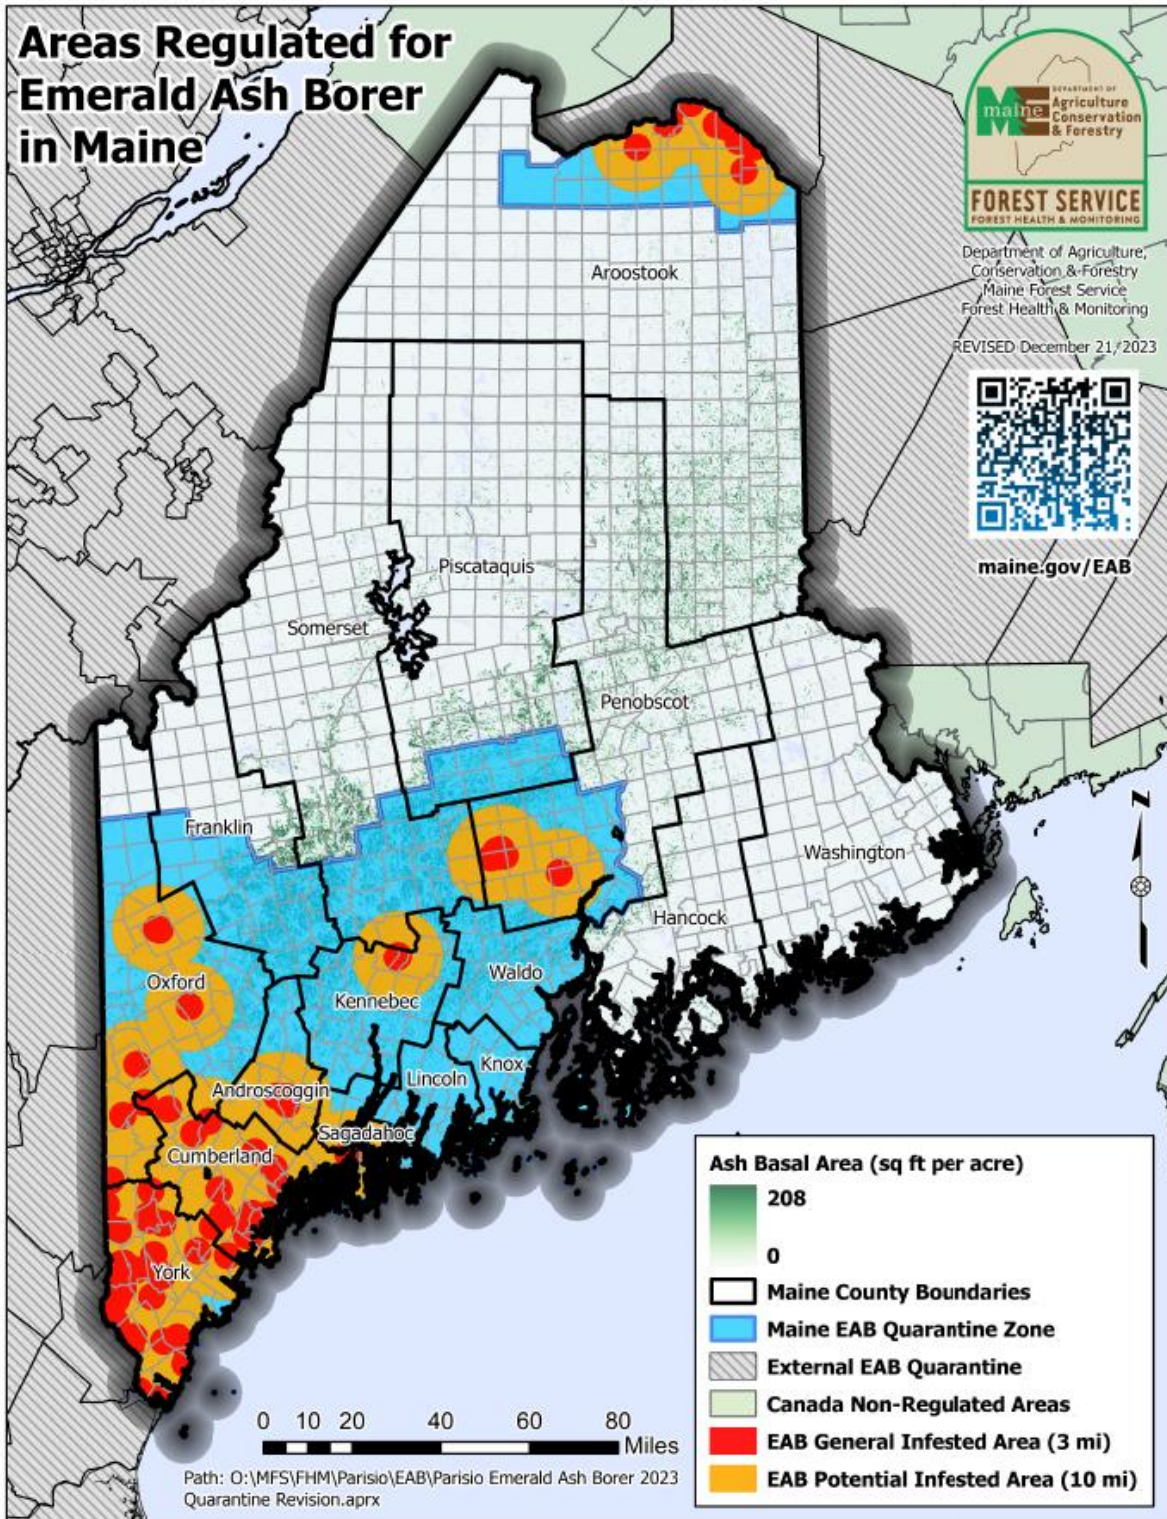 Areas Regulated for
Emerald Ash Borer
in Maine
maine
DEPARTMENT OF
Agriculture
Conservation
& Forestry
FOREST SERVICE
FOREST HEALTH & MONITORING
Department of Agriculture,
Conservation & Forestry
Maine Forest Service
Forest Health & Monitoring
REVISED December 21, 2023
maine.gov/EAB
Aroostook
Piscataquis
Somerset
Penobscot
Franklin
Washington
Hancock
Oxford
Waldo
Kennebec
Knox
Lincoln
Androscoggin
Sagadahoc
Cumberland
York
N
Ash Basal Area (sq ft per acre)
208
0
Maine County Boundaries
Maine EAB Quarantine Zone
External EAB Quarantine
Canada Non-Regulated Areas
EAB General Infested Area (3 mi)
EAB Potential Infested Area (10 mi)
0 10 20 40 60 80
Miles
Path: O:\MFS\FHM\Parisio\EAB\Parisio Emerald Ash Borer 2023
Quarantine Revision.aprx